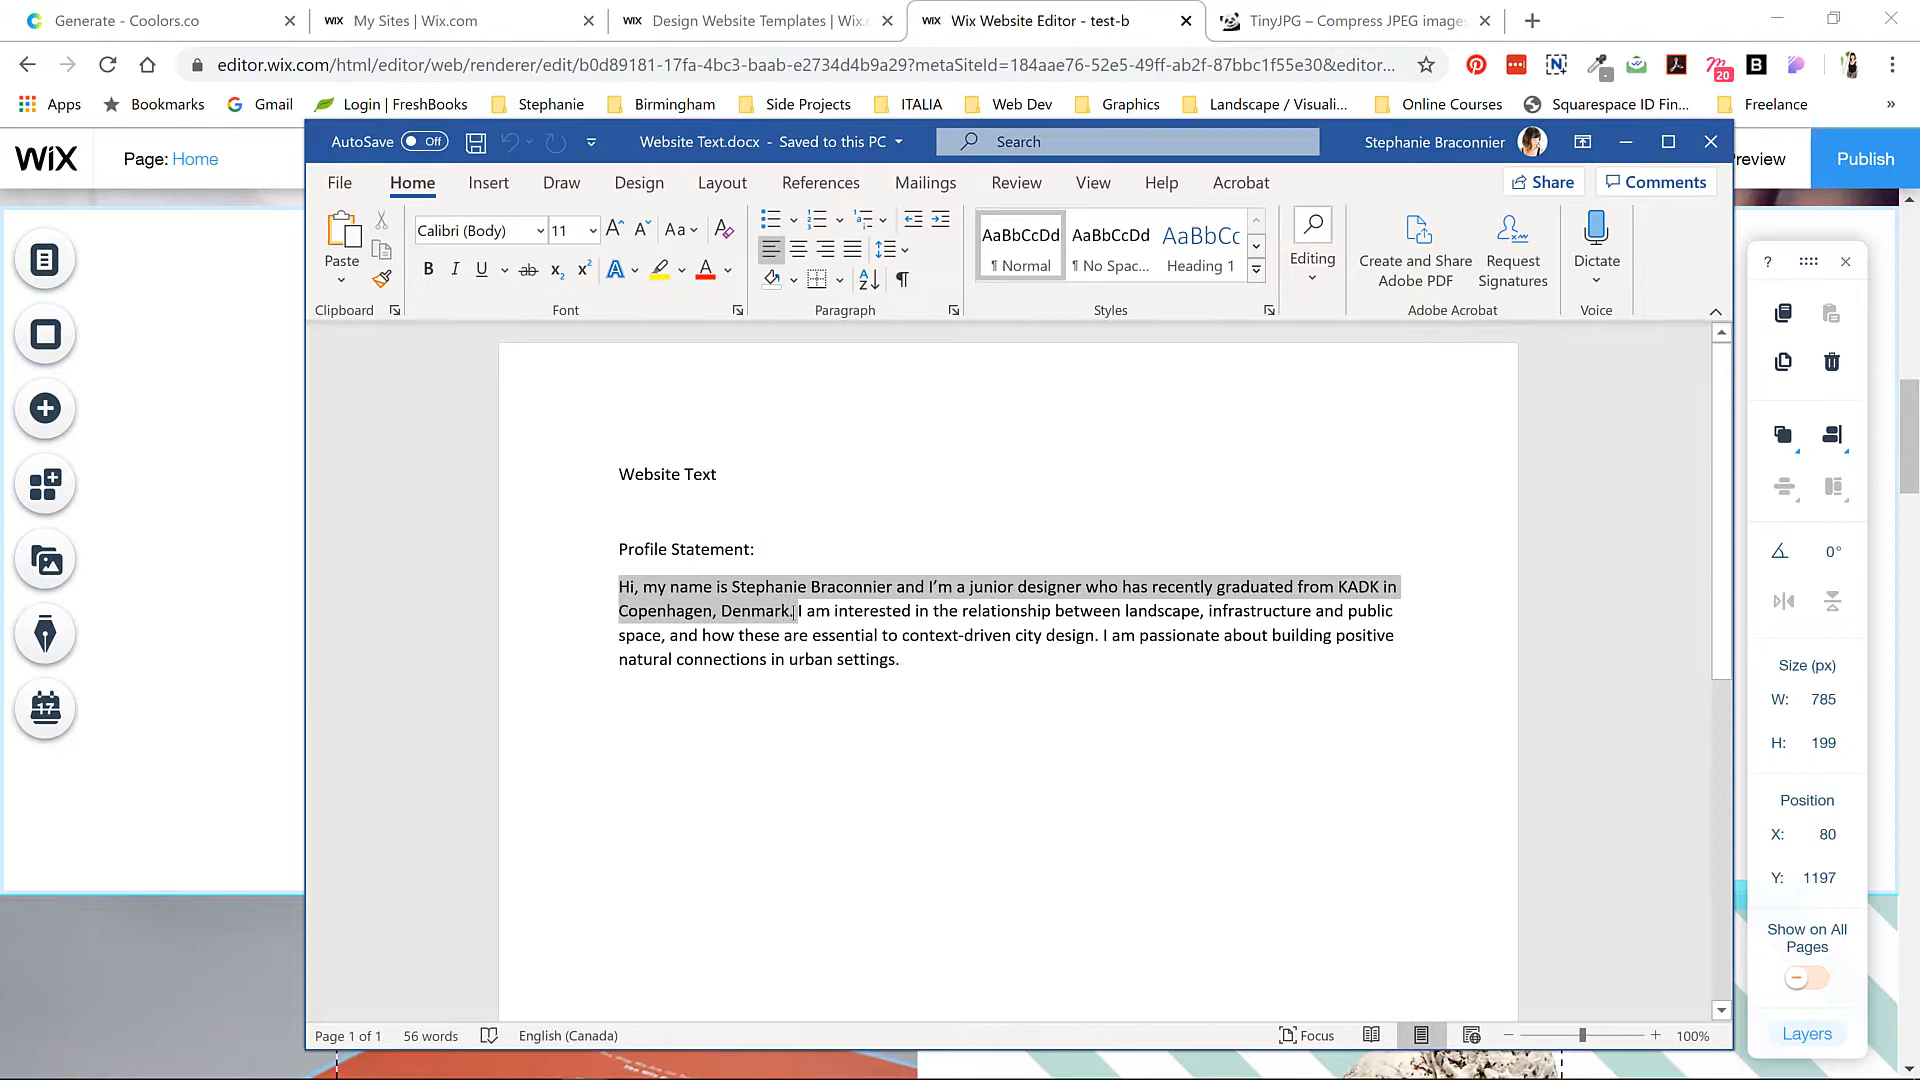 Generate - Coolors.co
My Sites | Wix.com
Design Website Templates | Wix.c
Wix Website Editor - test-b
TinyJPG – Compress JPEG images
editor.wix.com/html/editor/web/renderer/edit/b0d89181-17fa-4bc3-baab-e2734d4b9a29?metaSiteId=184aae76-52e5-49ff-ab2f-87bbc1f55e30&editor...
20
Apps
Bookmarks
Gmail
Login | FreshBooks
Stephanie
Birmingham
Side Projects
ITALIA
Web Dev
Graphics
Landscape / Visuali...
Online Courses
Squarespace ID Fin...
Freelance
»
WiX
Page: Home
AutoSave Off
Website Text.docx - Saved to this PC
Search
Stephanie Braconnier
review
Publish
File
Home
Insert
Draw
Design
Layout
References
Mailings
Review
View
Help
Acrobat
Share
Comments
Paste
Calibri (Body)
11
AaBbCcDd
¶ Normal
AaBbCcDd
¶ No Spac...
AaBbCc
Heading 1
Editing
Create and Share
Adobe PDF
Request
Signatures
Dictate
Clipboard
Font
Paragraph
Styles
Adobe Acrobat
Voice
Website Text
Profile Statement:
Hi, my name is Stephanie Braconnier and I’m a junior designer who has recently graduated from KADK in
Copenhagen, Denmark. I am interested in the relationship between landscape, infrastructure and public
space, and how these are essential to context-driven city design. I am passionate about building positive
natural connections in urban settings.
17
?
0°
Size (px)
W: 785
H: 199
Position
X: 80
Y: 1197
Show on All
Pages
Layers
Page 1 of 1
56 words
English (Canada)
Focus
100%